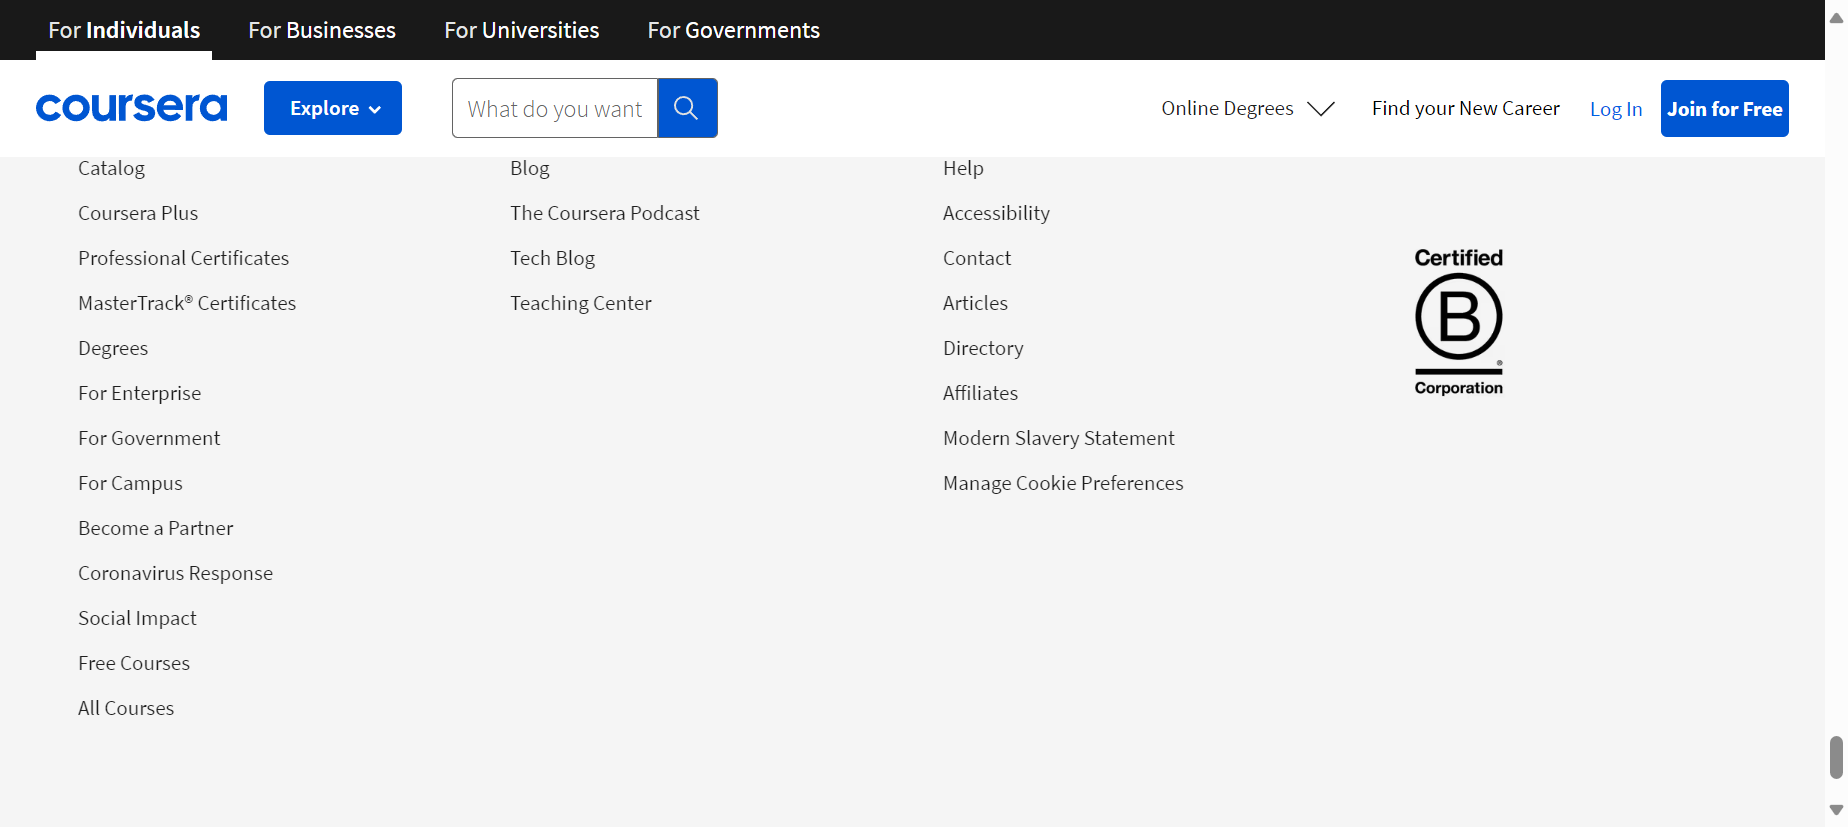 For Individuals
For Businesses
For Universities
For Governments
coursera
Explore
What do you want
Online Degrees
Find your New Career
Log In
Join for Free
Catalog
Coursera Plus
Professional Certificates
MasterTrack® Certificates
Degrees
For Enterprise
For Government
For Campus
Become a Partner
Coronavirus Response
Social Impact
Free Courses
All Courses
Blog
The Coursera Podcast
Tech Blog
Teaching Center
Help
Accessibility
Contact
Articles
Directory
Affiliates
Modern Slavery Statement
Manage Cookie Preferences
Certified
B
®
Corporation